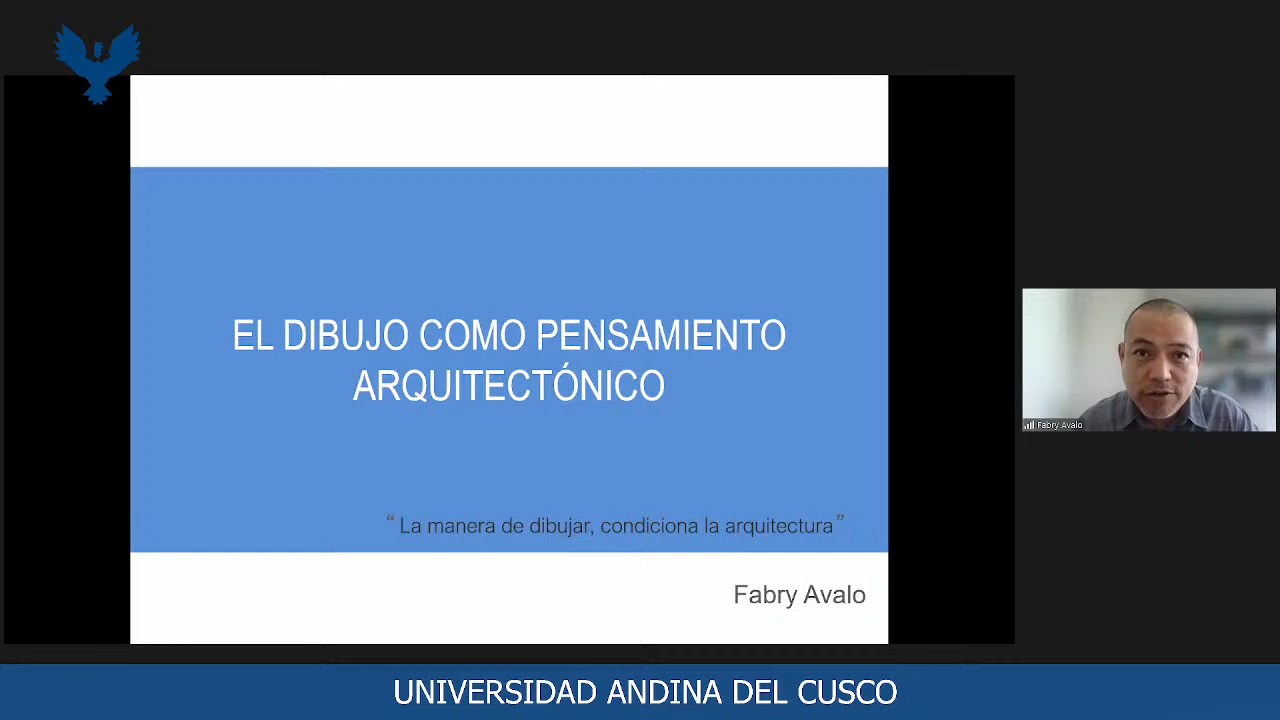 EL DIBUJO COMO PENSAMIENTO
ARQUITECTÓNICO
“La manera de dibujar, condiciona la arquitectura”
Fabry Avalo
Fabry Avalo
UNIVERSIDAD ANDINA DEL CUSCO